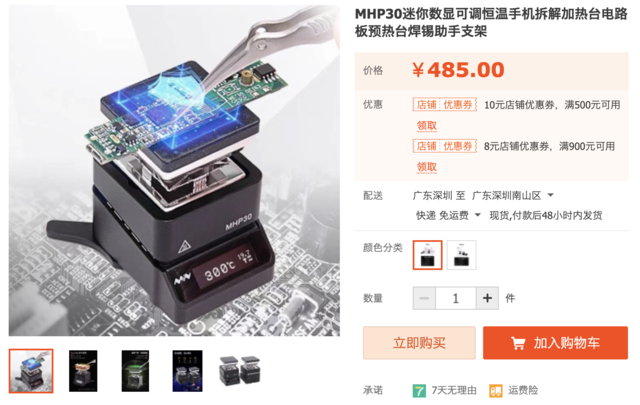 MHP30迷你数显可调恒温手机拆解加热台电路
板预热台焊锡助手支架
价格
¥485.00
优惠
店铺 优惠券 10元店铺优惠券，满500元可用
领取
店铺 优惠券 8元店铺优惠券，满900元可用
领取
配送
广东深圳 至 广东深圳南山区
快递 免运费 现货,付款后48小时内发货
颜色分类
数量
1
件
立即购买
加入购物车
承诺
7天无理由
运费险
MHP30
300℃